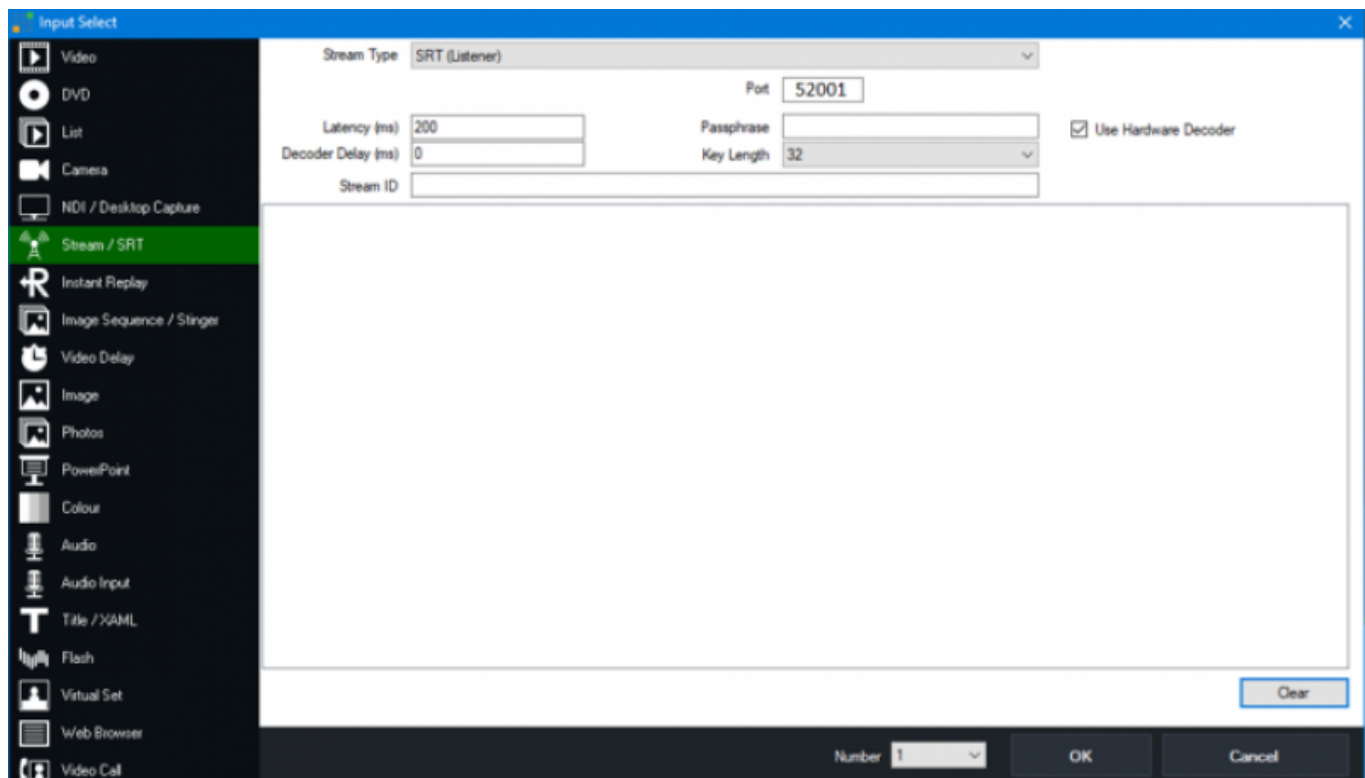 Input Select
Video
DVD
List
Camera
NDI / Desktop Capture
Stream / SRT
Instant Replay
Image Sequence / Stinger
Video Delay
Image
Photos
PowerPoint
Colour
Audio
Audio Input
Title / XAML
Flash
Virtual Set
Web Browser
Video Call
Stream Type SRT (Listener)
Port 52001
Latency (ms) 200 Passphrase Use Hardware Decoder
Decoder Delay (ms) 0 Key Length 32
Stream ID
Clear
Number 1 OK Cancel